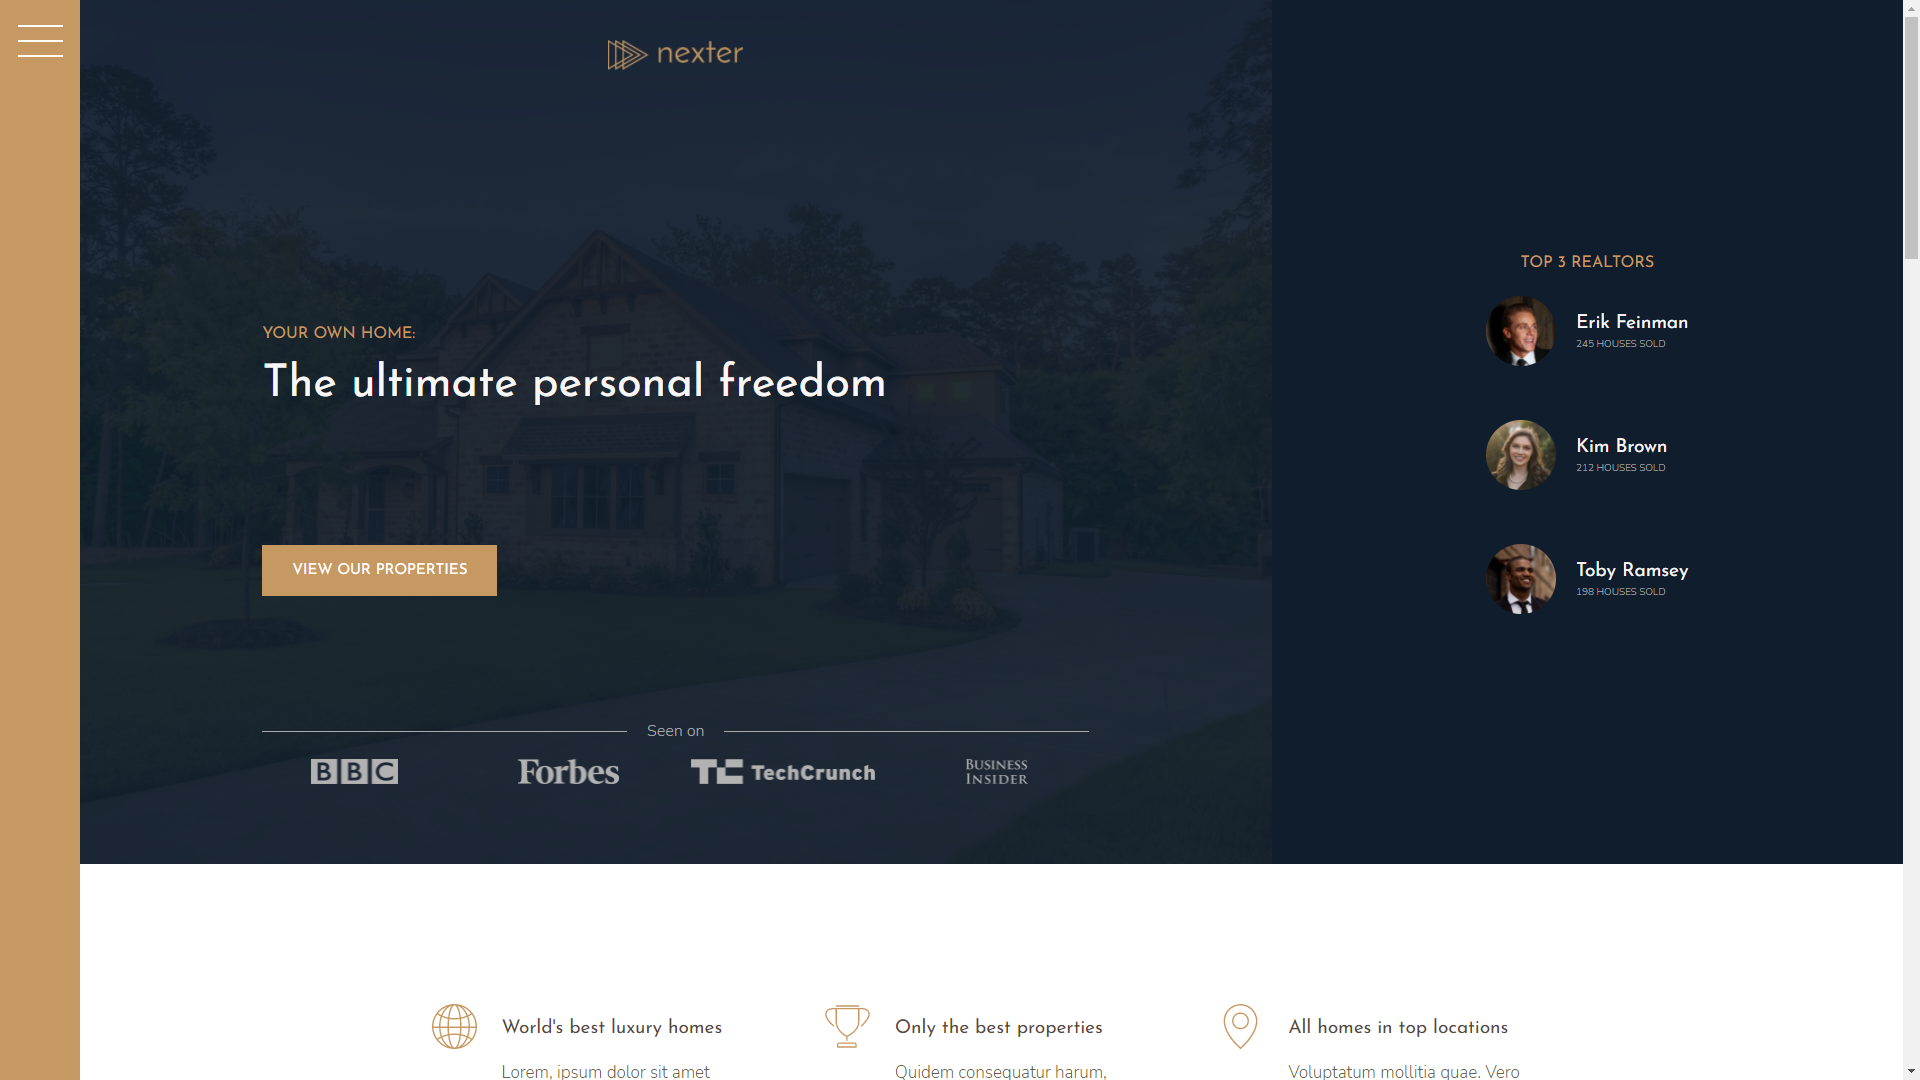 nexter
YOUR OWN HOME:
The ultimate personal freedom
VIEW OUR PROPERTIES
Seen on
BBC
Forbes
TC TechCrunch
BUSINESS
INSIDER
TOP 3 REALTORS
Erik Feinman
245 HOUSES SOLD
Kim Brown
212 HOUSES SOLD
Toby Ramsey
198 HOUSES SOLD
World's best luxury homes
Lorem, ipsum dolor sit amet
Only the best properties
Quidem consequatur harum,
All homes in top locations
Voluptatum mollitia quae. Vero